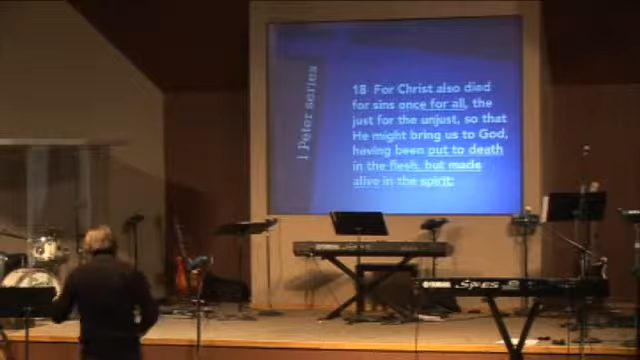 1 Peter series
18 For Christ also died
for sins once for all, the
just for the unjust, so that
He might bring us to God,
having been put to death
in the flesh, but made
alive in the spirit;
YAMAHA